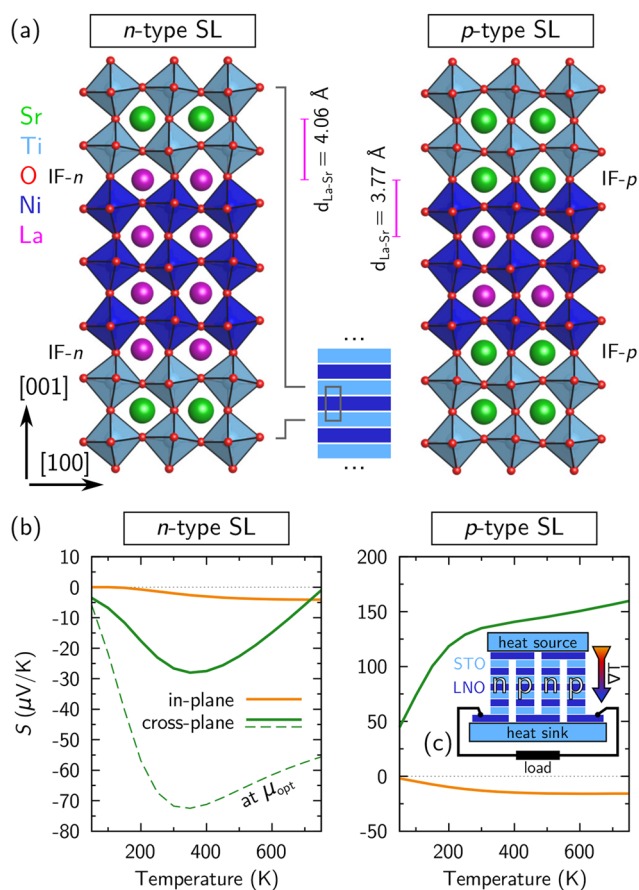 (a)
n-type SL
p-type SL
Sr
Ti
O
Ni
La
IF-n
IF-n
d_La-Sr = 4.06 Å
d_La-Sr = 3.77 Å
IF-p
IF-p
[001]
[100]
...
...
(b)
n-type SL
p-type SL
10
0
-10
-20
-30
-40
-50
-60
-70
-80
S (μV/K)
in-plane
cross-plane
at μ_opt
200 400 600
Temperature (K)
200
150
100
50
0
-50
heat source
STO
LNO
n p n p
ΔT
(c)
heat sink
load
200 400 600
Temperature (K)